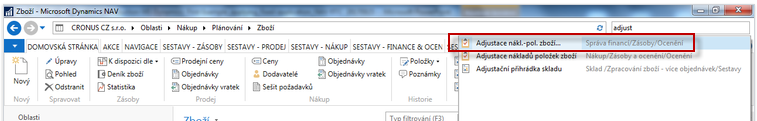 Zboží - Microsoft Dynamics NAV
CRONUS CZ s.r.o. Oblasti Nákup Plánování Zboží
adjust
DOMOVSKÁ STRÁNKA AKCE NAVIGACE SESTAVY - ZÁSOBY SESTAVY - PRODEJ SESTAVY - NÁKUP SESTAVY - FINANCE & OCEN
Adjustace nákl.-pol. zboží... Správa financí/Zásoby/Ocenění
Adjustace nákladů položek zboží Nákup/Zásoby a ocenění/Ocenění
Adjustační přihrádka skladu Sklad /Zpracování zboží - více objednávek/Sestavy
Nový
Úpravy
Pohled
Odstranit
K dispozici dle
Deník zboží
Statistika
Prodejní ceny
Objednávky
Objednávky vratek
Ceny
Dodavatelé
Sešit požadavků
Objednávky
Objednávky vratek
Položky
Poznámky
Nový Spravovat Zásoby Prodej Nákup Historie
Oblasti
Zboží
Typ filtrování (F3)